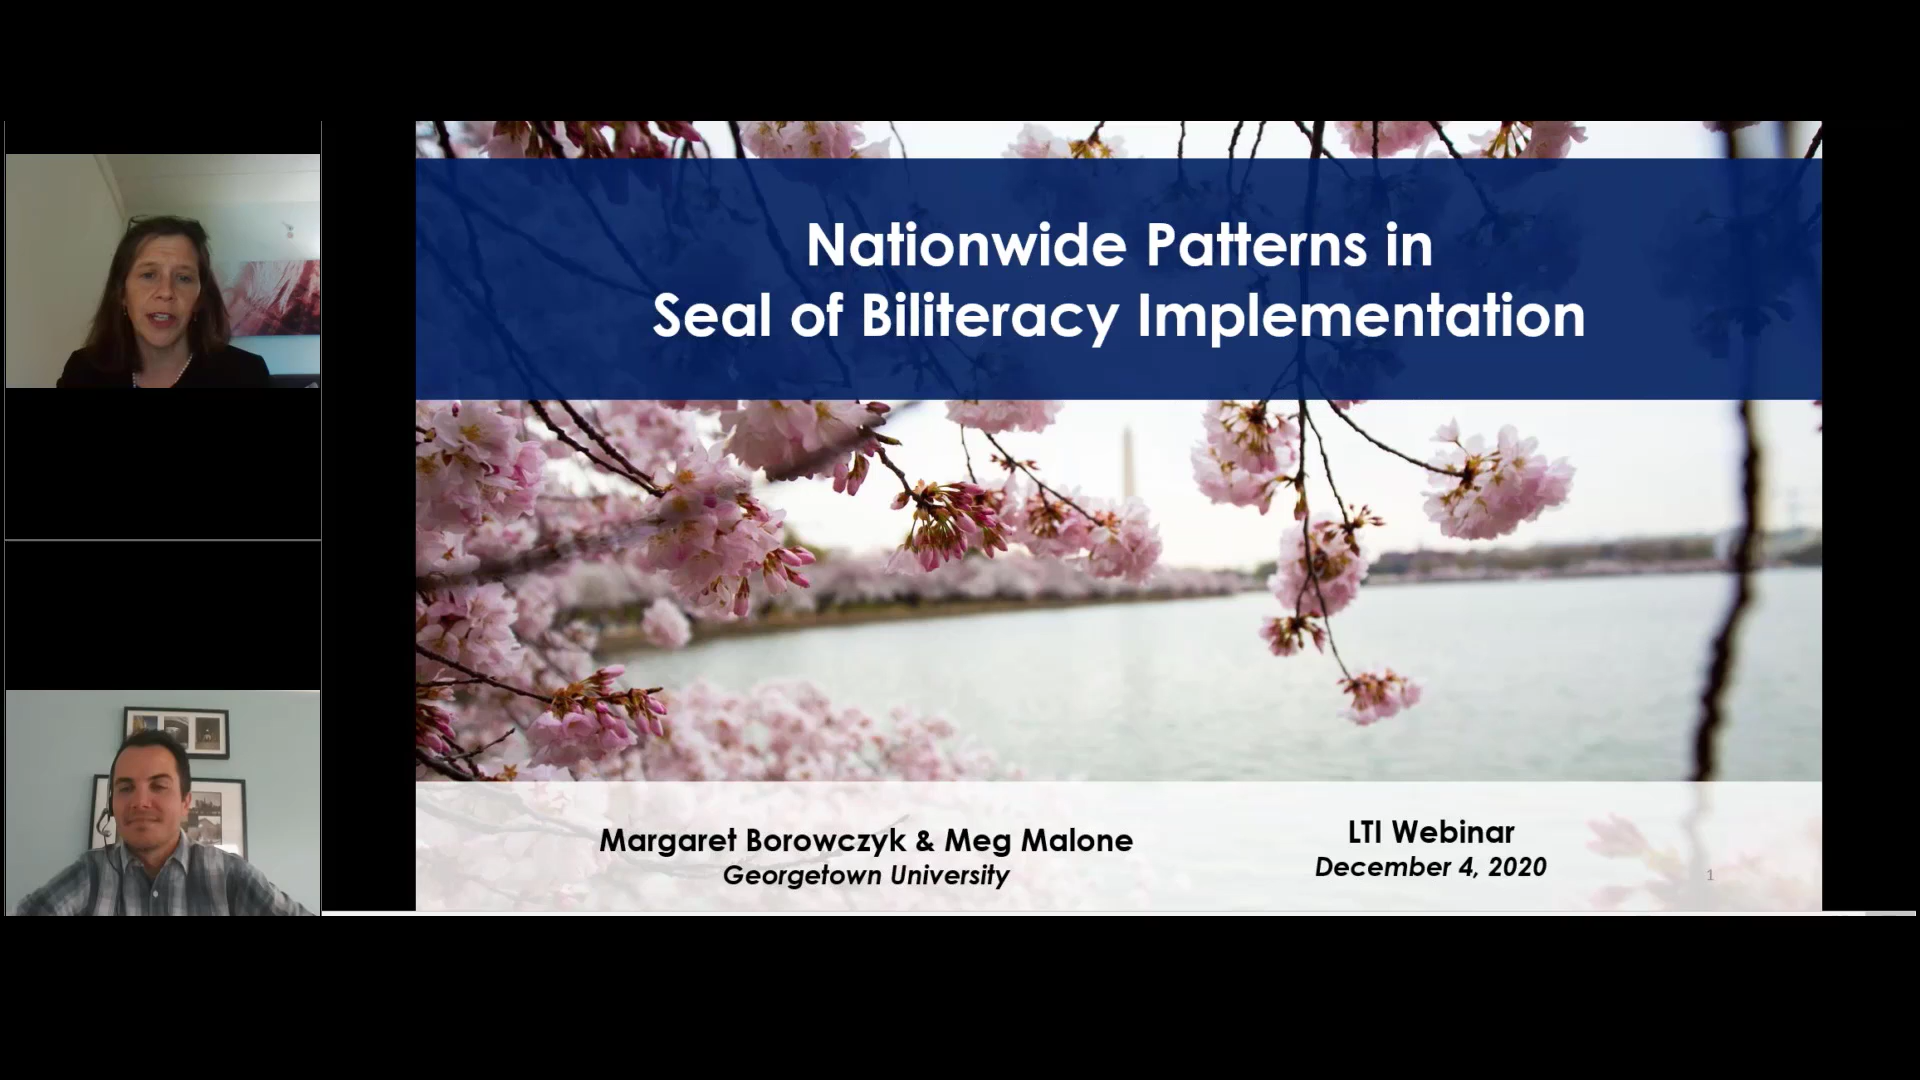 Nationwide Patterns in
Seal of Biliteracy Implementation
Margaret Borowczyk & Meg Malone
Georgetown University
LTI Webinar
December 4, 2020
1